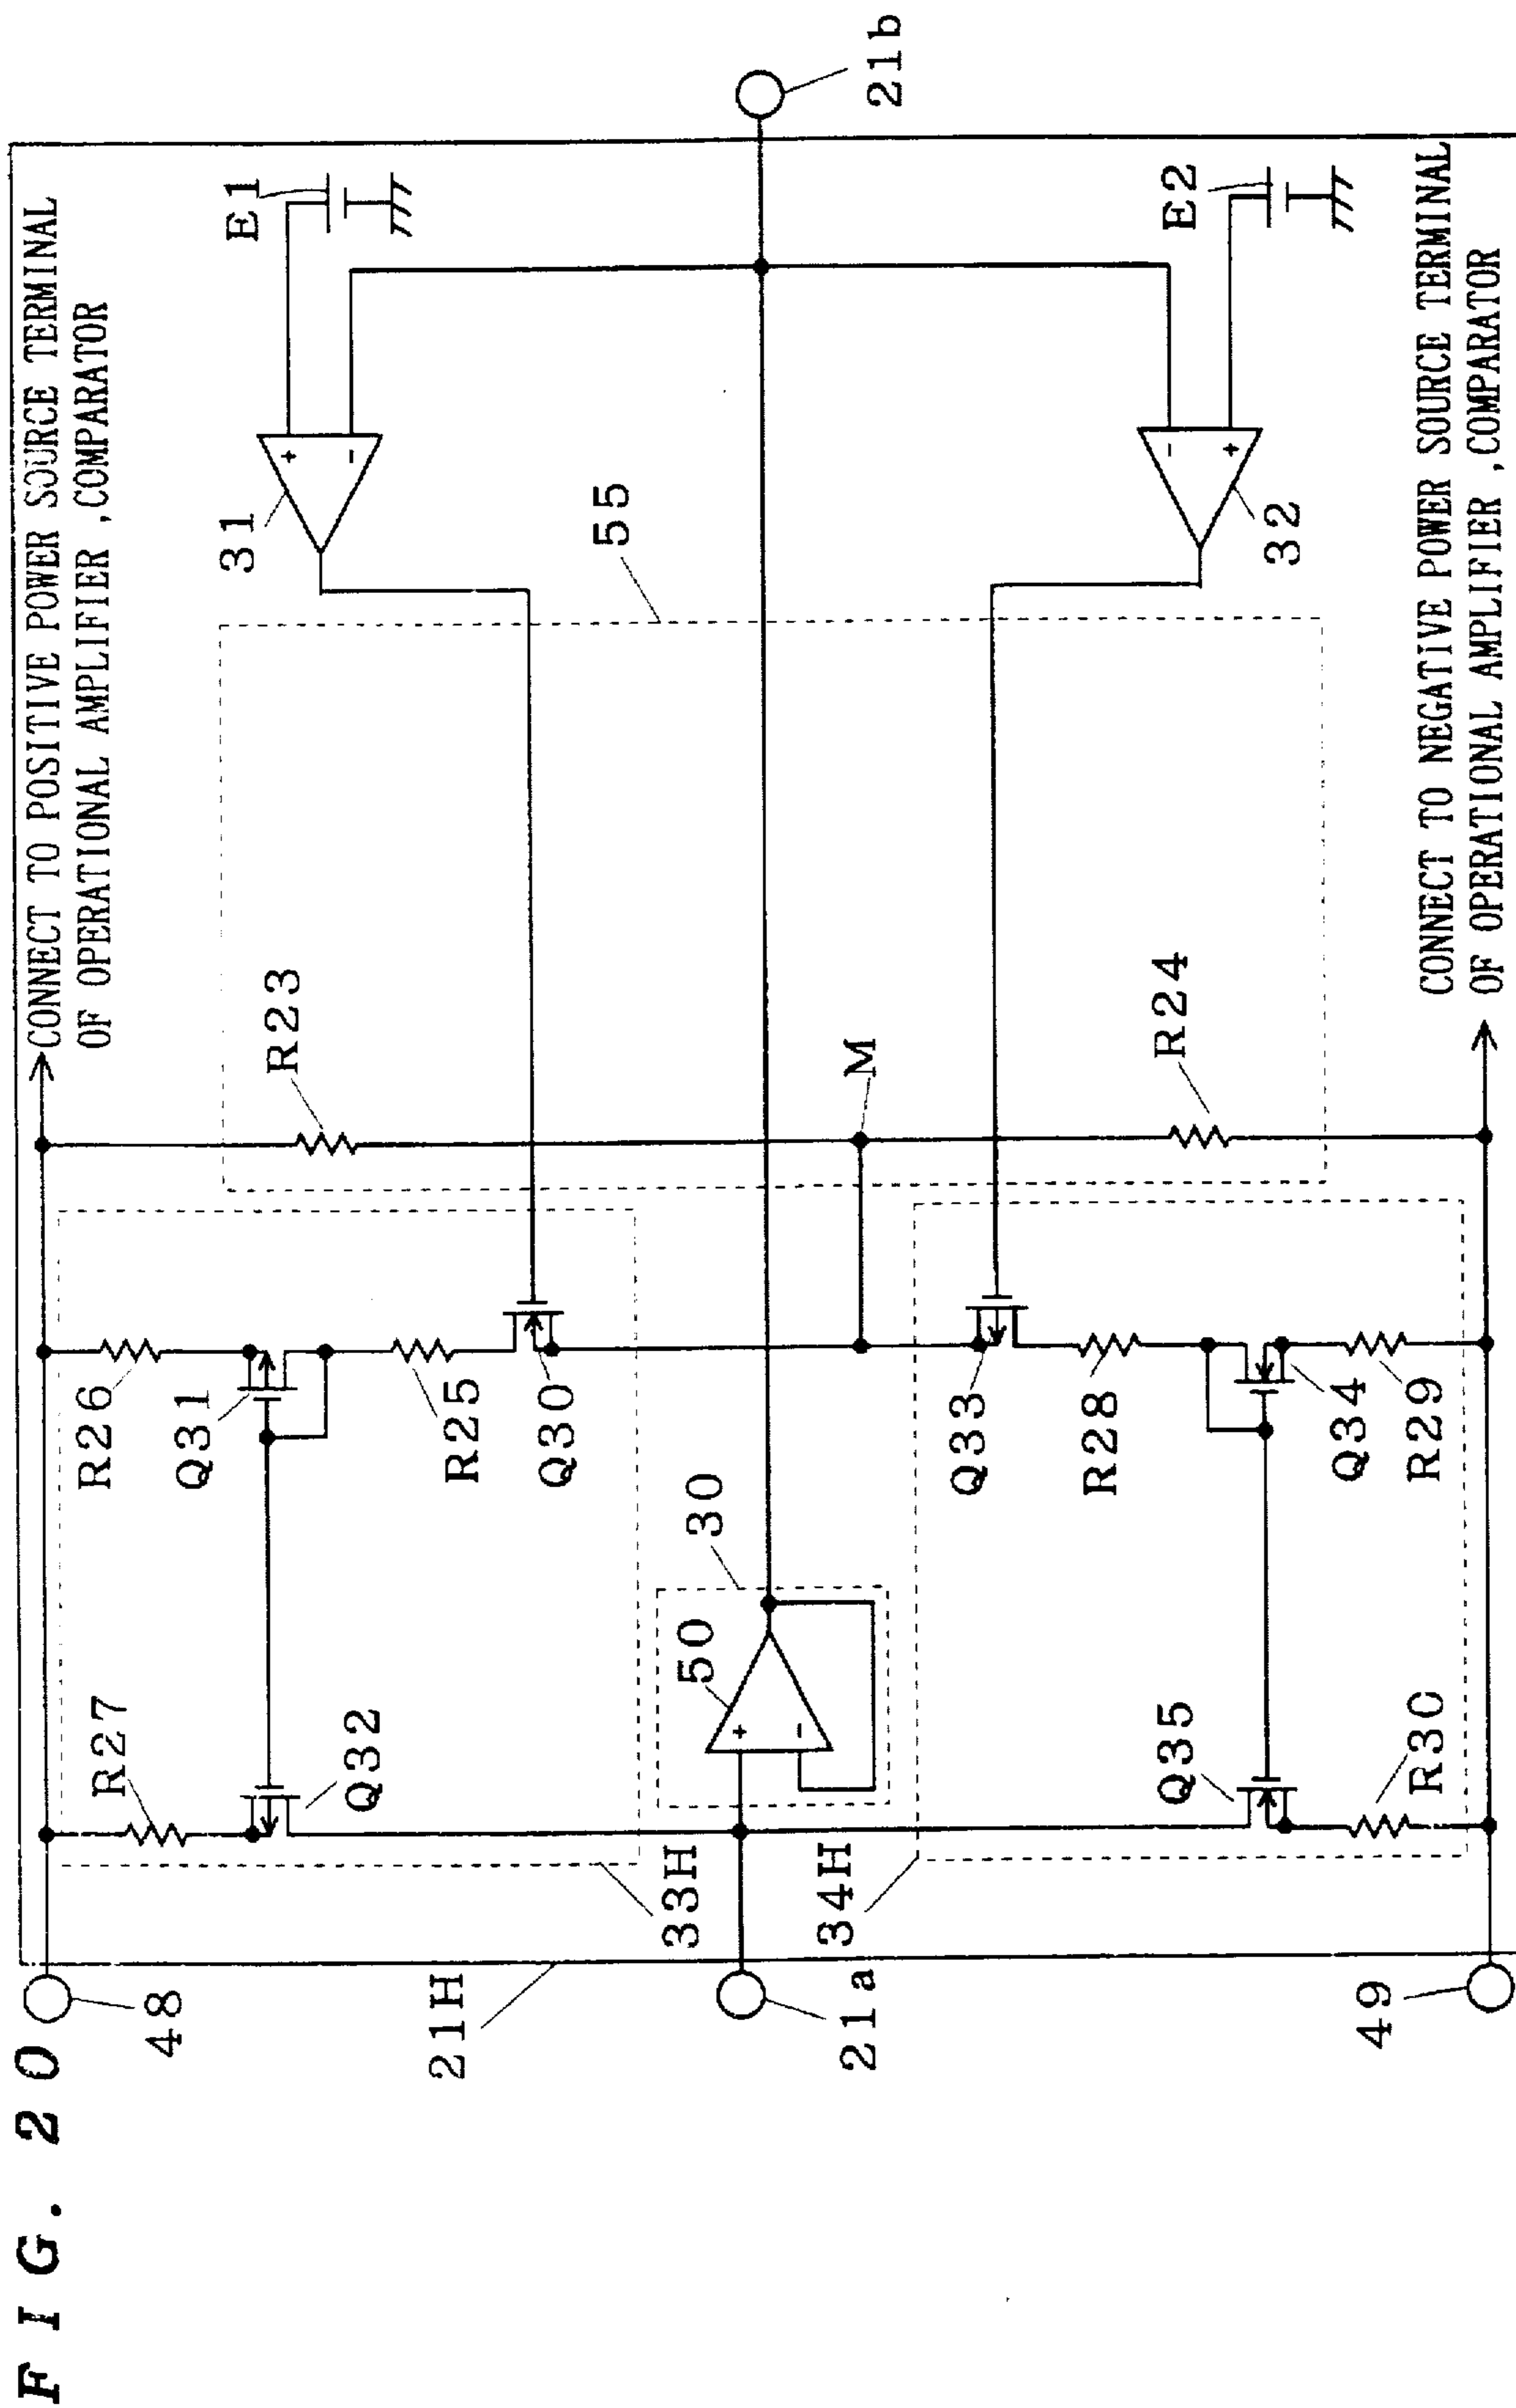 FIG. 20
CONNECT TO POSITIVE POWER SOURCE TERMINAL
OF OPERATIONAL AMPLIFIER ,COMPARATOR
48
R27
R26
R23
E1
Q31
31
Q32
R25
55
Q30
21H
33H
50
30
21a
21b
34H
M
Q33
R28
R24
E2
Q35
32
Q34
49
R30
R29
CONNECT TO NEGATIVE POWER SOURCE TERMINAL
OF OPERATIONAL AMPLIFIER ,COMPARATOR
+
-
+
-
-
+